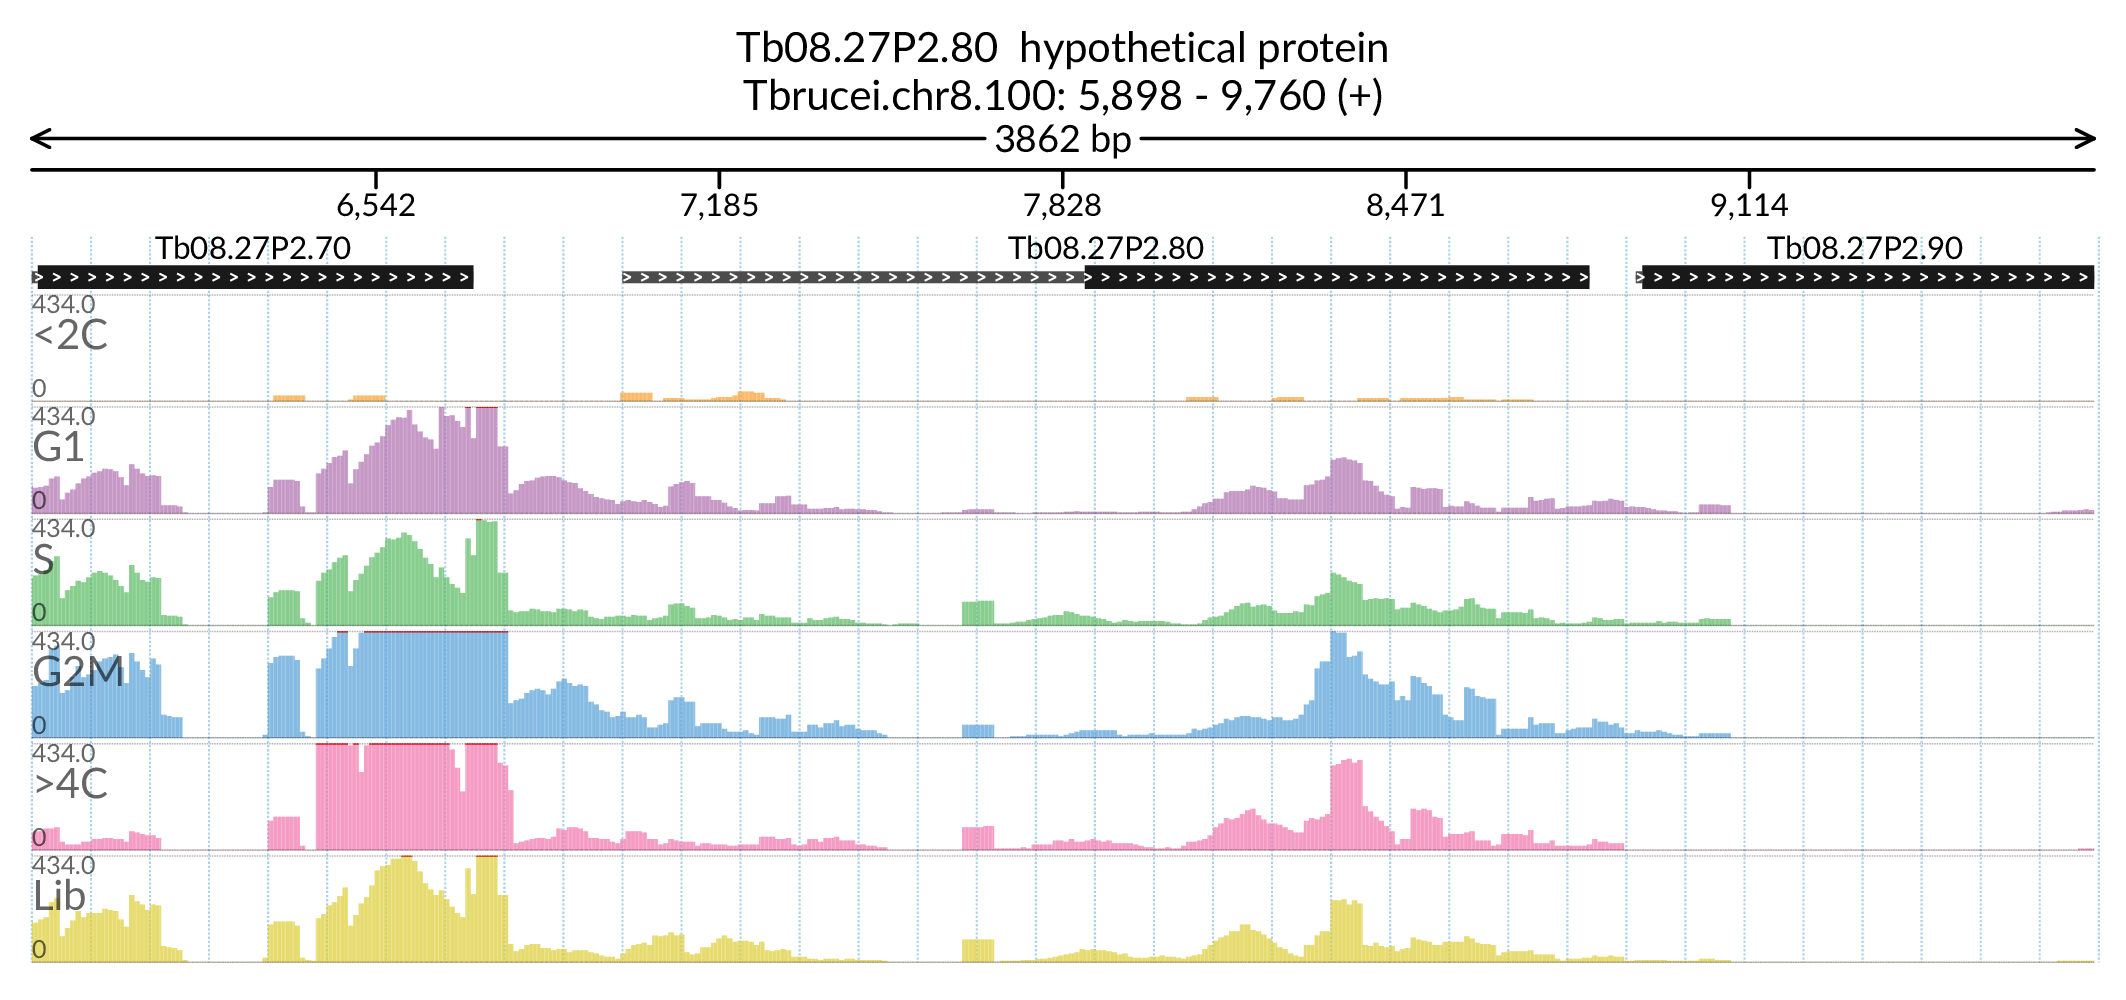 Tb08.27P2.80 hypothetical protein
Tbrucei.chr8.100: 5,898 - 9,760 (+)
3862 bp
6,542 7,185 7,828 8,471 9,114
Tb08.27P2.70 Tb08.27P2.80 Tb08.27P2.90
434.0
<2C
0
434.0
G1
0
434.0
S
0
434.0
G2M
0
434.0
>4C
0
434.0
Lib
0